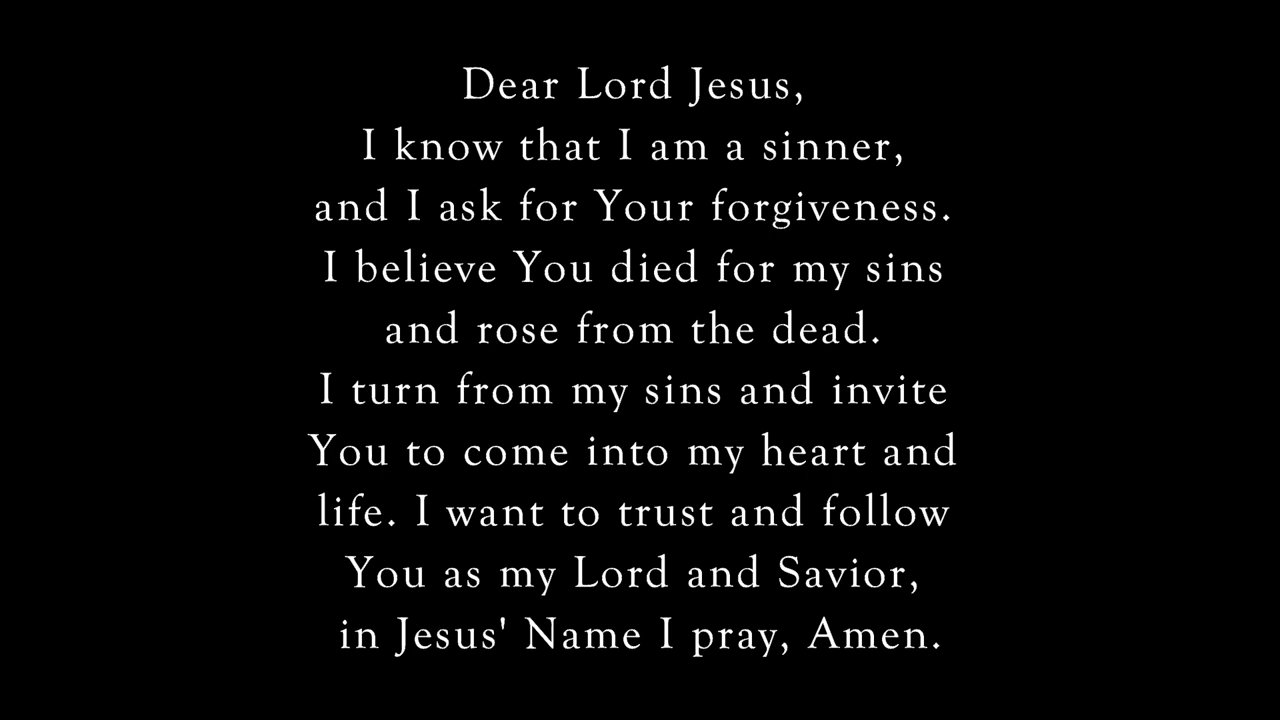 Dear Lord Jesus,
I know that I am a sinner,
and I ask for Your forgiveness.
I believe You died for my sins
and rose from the dead.
I turn from my sins and invite
You to come into my heart and
life. I want to trust and follow
You as my Lord and Savior,
in Jesus' Name I pray, Amen.